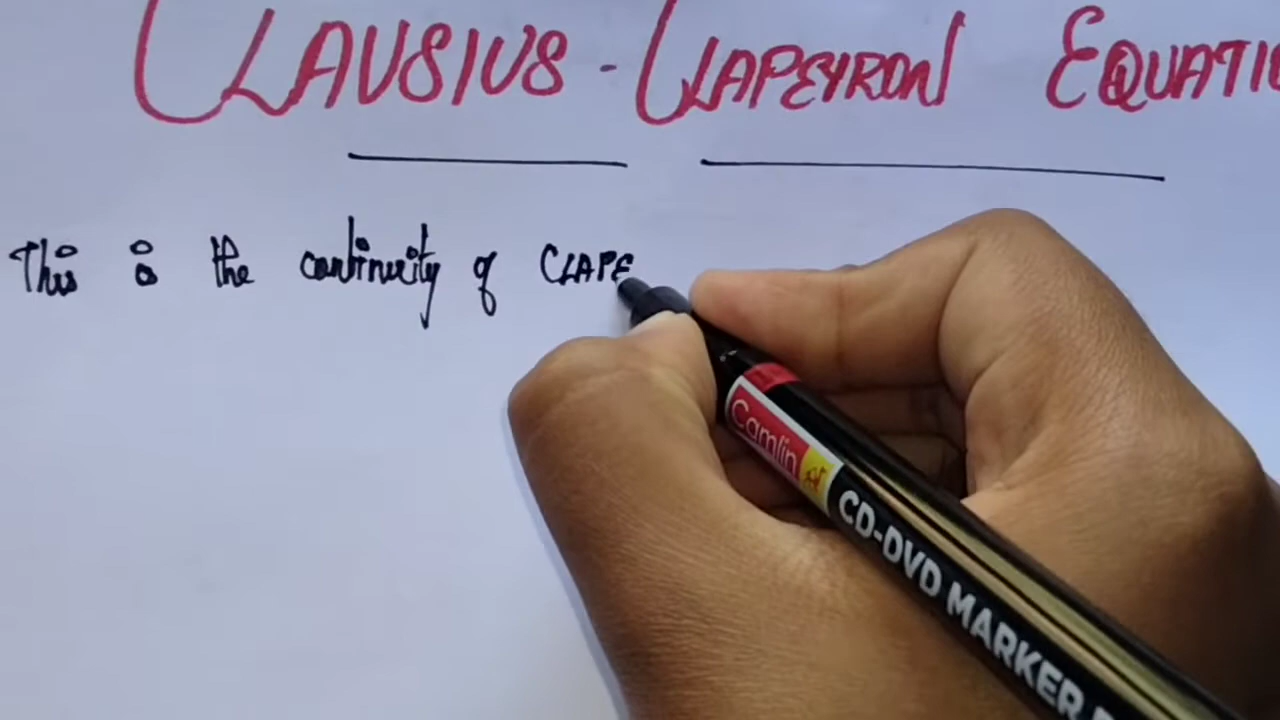 CLAUSIUS - CLAPEYRON EQUATI
This is the continuity of CLAPE
Camlin
CD-DVD MARKER P